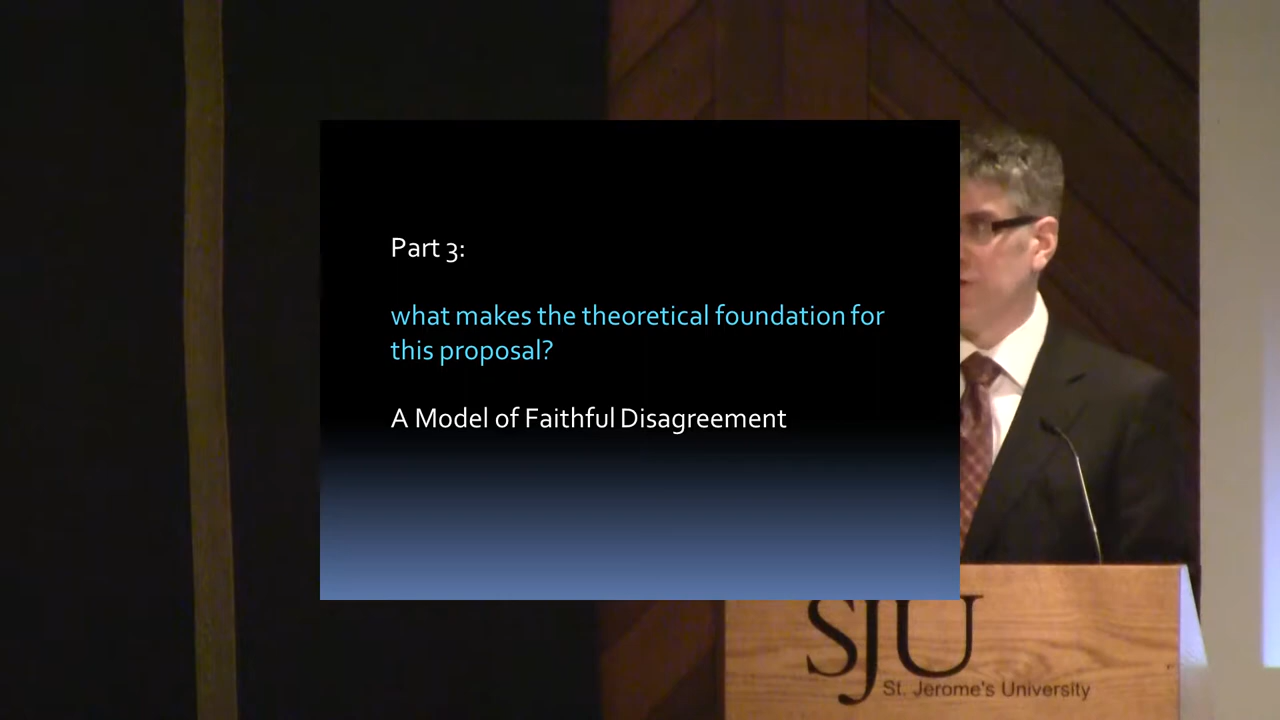 Part 3:
what makes the theoretical foundation for
this proposal?
A Model of Faithful Disagreement
SJU
St. Jerome's University